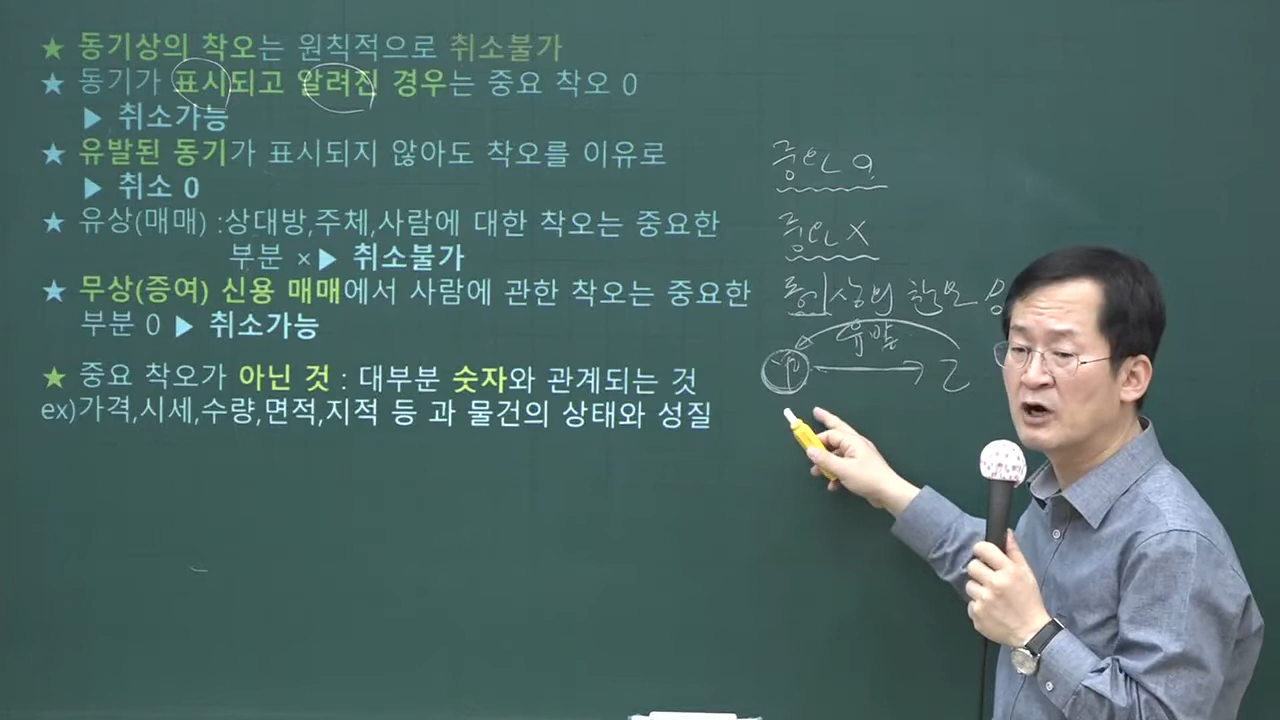 ★ 동기상의 착오는 원칙적으로 취소불가
★ 동기가 표시되고 알려진 경우는 중요 착오 0
▶ 취소가능
★ 유발된 동기가 표시되지 않아도 착오를 이유로
▶ 취소 0
★ 유상(매매) :상대방,주체,사람에 대한 착오는 중요한
부분 ×▶ 취소불가
★ 무상(증여) 신용 매매에서 사람에 관한 착오는 중요한
부분 0 ▶ 취소가능
★ 중요 착오가 아닌 것 : 대부분 숫자와 관계되는 것
ex)가격,시세,수량,면적,지적 등 과 물건의 상태와 성질
동기상의
유발
乙